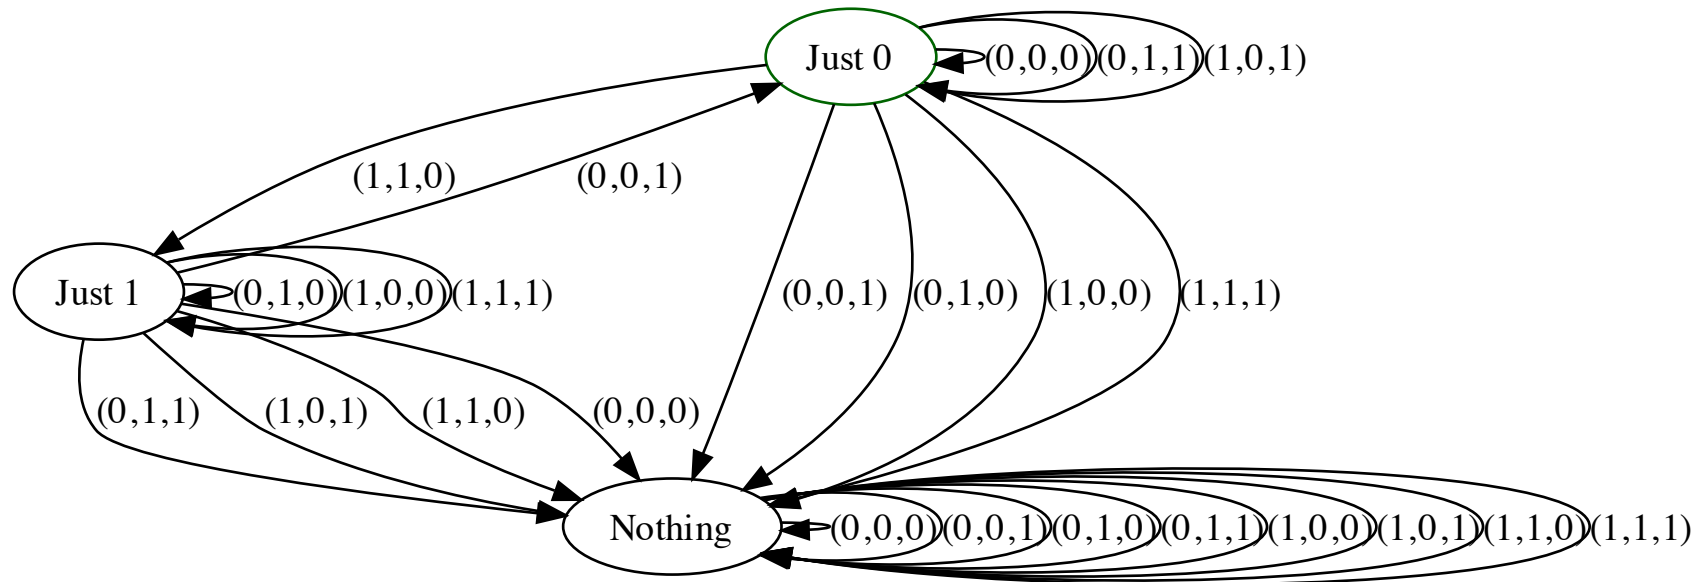 Just 0
(0,0,0) (0,1,1) (1,0,1)
(1,1,0) (0,0,1)
Just 1
(0,1,0) (1,0,0) (1,1,1)
(0,0,1) (0,1,0) (1,0,0) (1,1,1)
(0,1,1) (1,0,1) (1,1,0) (0,0,0)
Nothing
(0,0,0) (0,0,1) (0,1,0) (0,1,1) (1,0,0) (1,0,1) (1,1,0) (1,1,1)